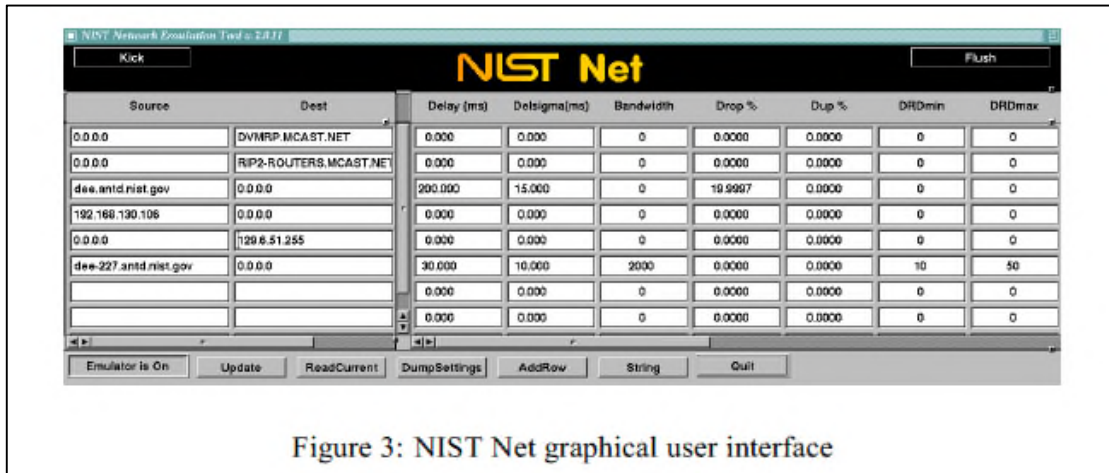 NIST Network Emulation Tool v. 2.0.11
Kick NIST Net Flush
Source Dest Delay (ms) Delsigma(ms) Bandwidth Drop % Dup % DRDmin DRDmax
0.0.0.0 DVMRP.MCAST.NET 0.000 0.000 0 0.0000 0.0000 0 0
0.0.0.0 RIP2-ROUTERS.MCAST.NET 0.000 0.000 0 0.0000 0.0000 0 0
dee.antd.nist.gov 0.0.0.0 200.000 15.000 0 19.9997 0.0000 0 0
192.168.130.106 0.0.0.0 0.000 0.000 0 0.0000 0.0000 0 0
0.0.0.0 129.6.51.255 0.000 0.000 0 0.0000 0.0000 0 0
dee-227.antd.nist.gov 0.0.0.0 30.000 10.000 2000 0.0000 0.0000 10 50
0.000 0.000 0 0.0000 0.0000 0 0
0.000 0.000 0 0.0000 0.0000 0 0
Emulator is On Update ReadCurrent DumpSettings AddRow String Quit
Figure 3: NIST Net graphical user interface